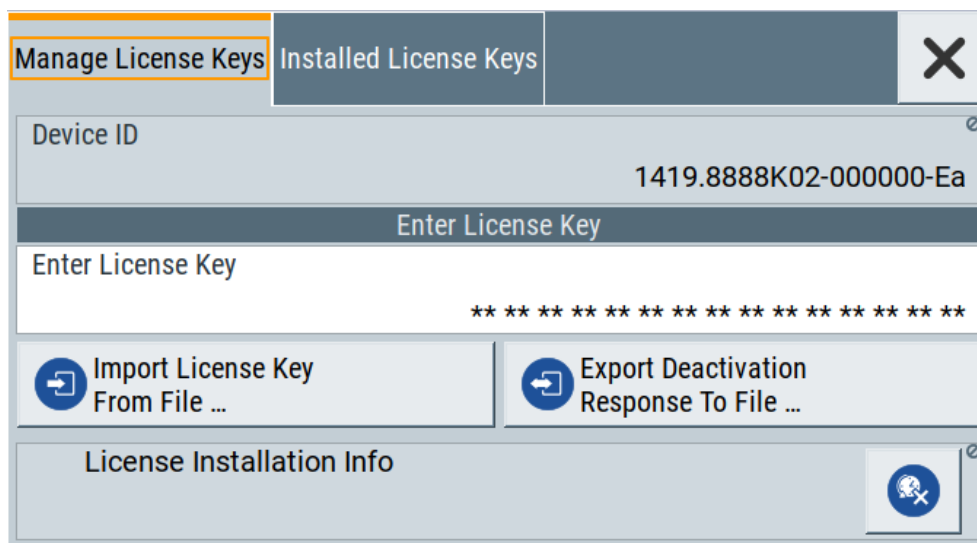 Manage License Keys Installed License Keys
Device ID
1419.8888K02-000000-Ea
Enter License Key
Enter License Key
** ** ** ** ** ** ** ** ** ** ** ** ** ** **
Import License Key
From File ...
Export Deactivation
Response To File ...
License Installation Info